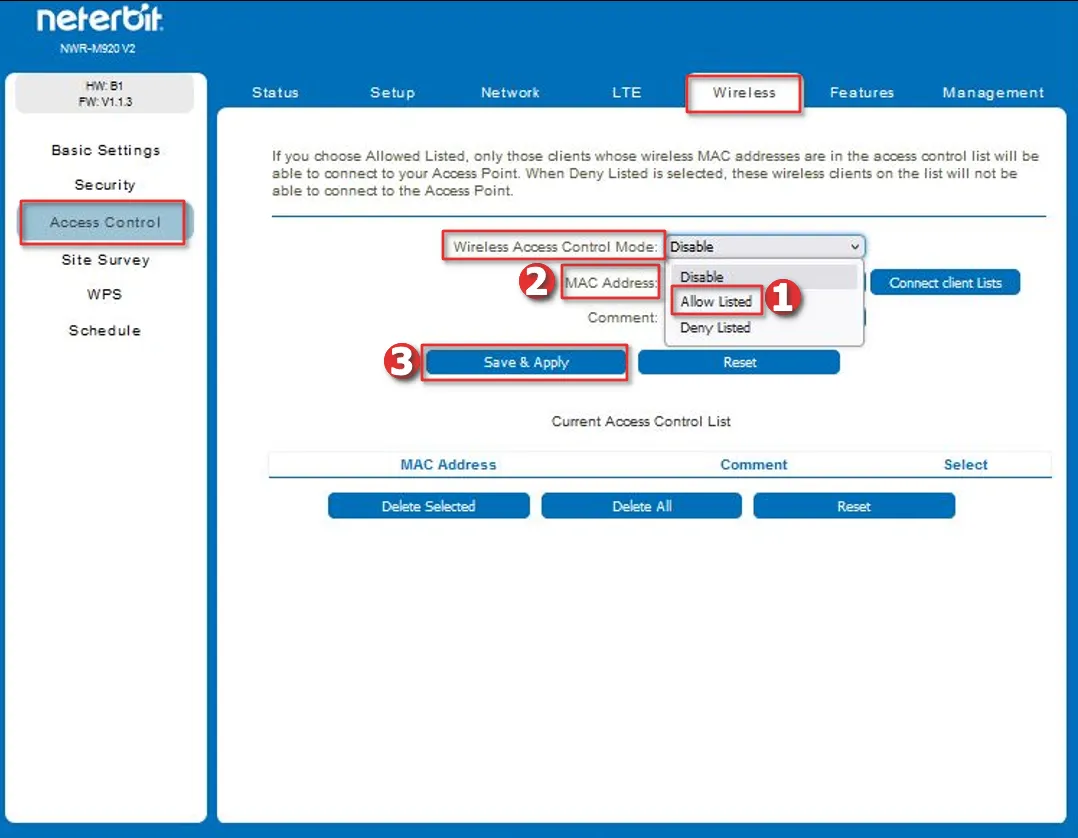 neterbit.
NWR-M920 V2
HW: B1
FW: V1.1.3
Status Setup Network LTE Wireless Features Management
Basic Settings
Security
Access Control
Site Survey
WPS
Schedule
If you choose Allowed Listed, only those clients whose wireless MAC addresses are in the access control list will be
able to connect to your Access Point. When Deny Listed is selected, these wireless clients on the list will not be
able to connect to the Access Point.
Wireless Access Control Mode: Disable
Disable
Allow Listed 1
Deny Listed
2 MAC Address: Connect client Lists
Comment:
3 Save & Apply Reset
Current Access Control List
MAC Address Comment Select
Delete Selected Delete All Reset